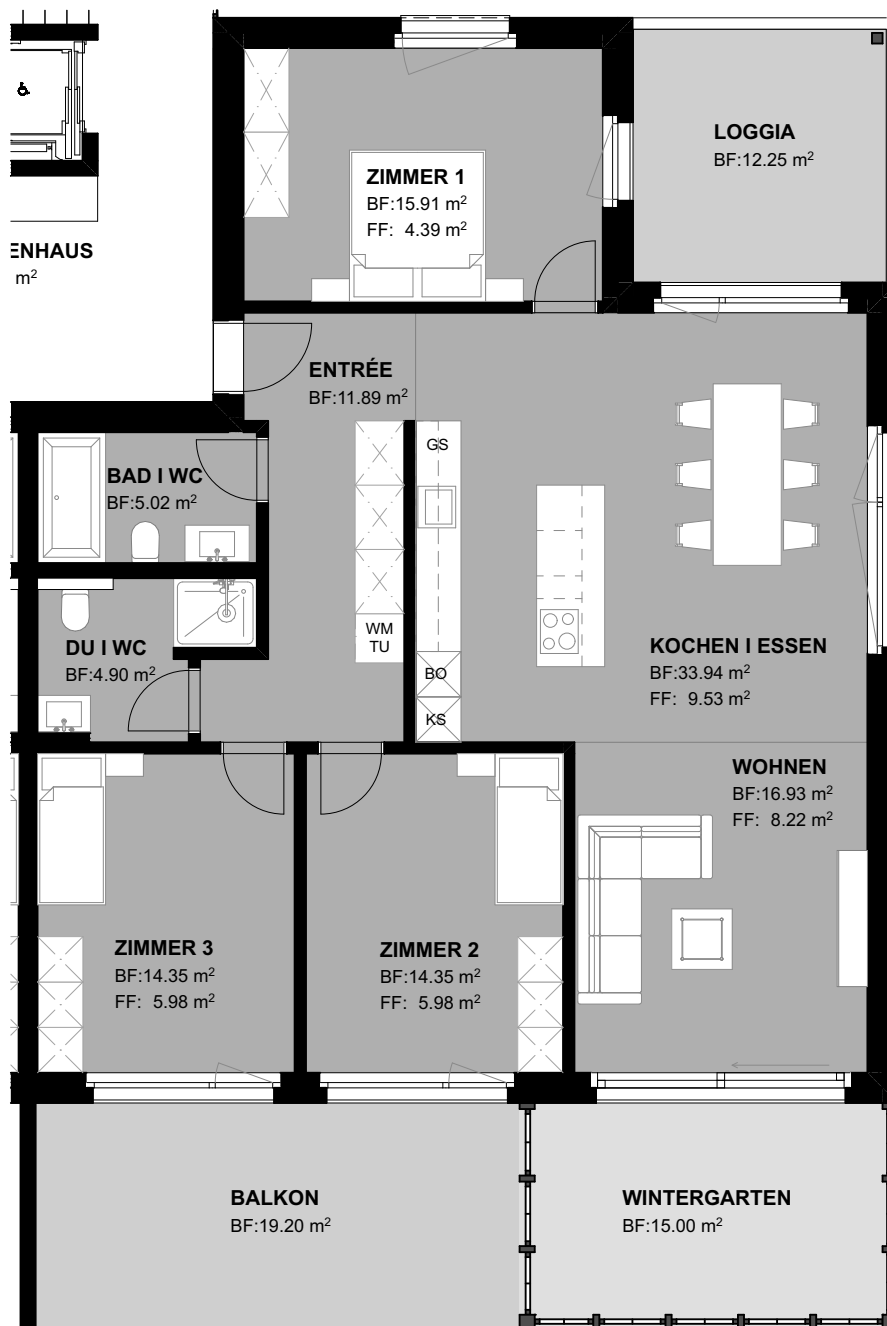 LOGGIA
BF:12.25 m²
ZIMMER 1
BF:15.91 m²
FF: 4.39 m²
ENHAUS
m²
ENTRÉE
BF:11.89 m²
GS
BAD I WC
BF:5.02 m²
WM
TU
DU I WC
BF:4.90 m²
KOCHEN I ESSEN
BF:33.94 m²
FF: 9.53 m²
BO
KS
WOHNEN
BF:16.93 m²
FF: 8.22 m²
ZIMMER 3
BF:14.35 m²
FF: 5.98 m²
ZIMMER 2
BF:14.35 m²
FF: 5.98 m²
BALKON
BF:19.20 m²
WINTERGARTEN
BF:15.00 m²